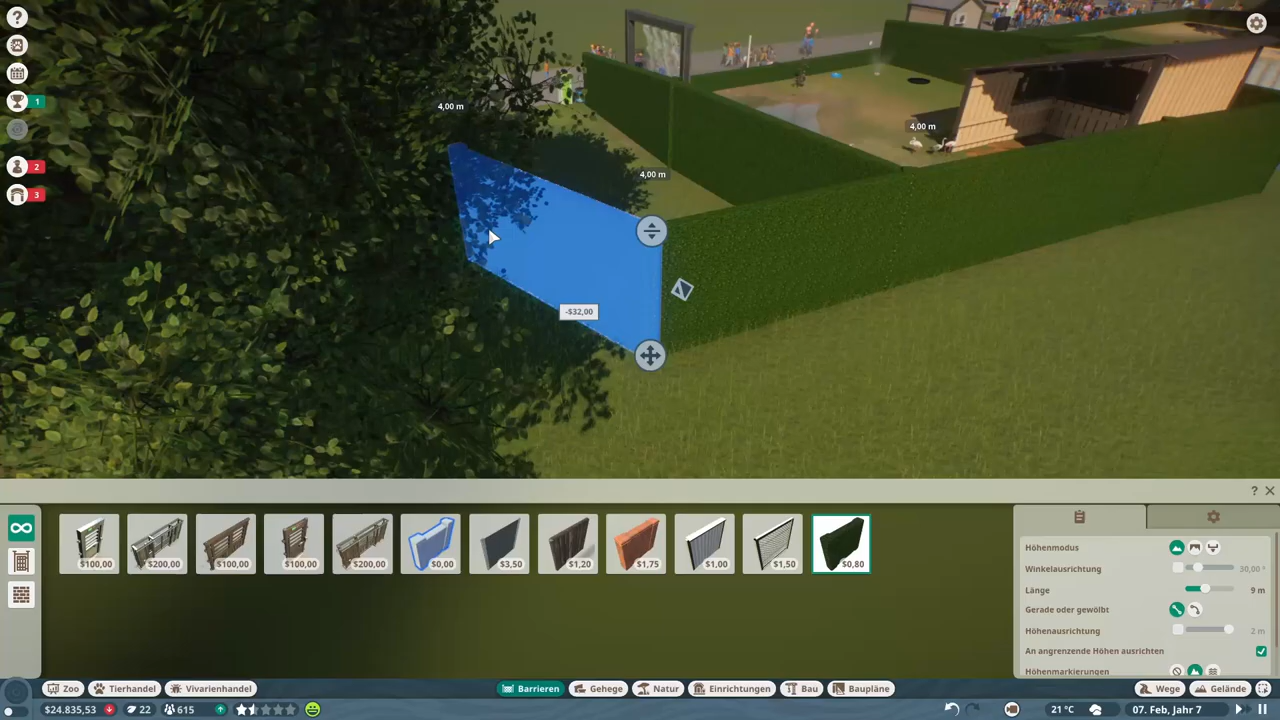 ?
1
2
3
4,00 m
4,00 m
4,00 m
-$32,00
? ×
$100,00 $200,00 $100,00 $100,00 $200,00 $0,00 $3,50 $1,20 $1,75 $1,00 $1,50 $0,80
Höhenmodus
Winkelausrichtung 30,00 °
Länge 9 m
Gerade oder gewölbt
Höhenausrichtung 2 m
An angrenzende Höhen ausrichten
Höhenmarkierungen
Zoo Tierhandel Vivarienhandel Barrieren Gehege Natur Einrichtungen Bau Baupläne Wege Gelände
$24.835,53 22 615 21 °C 07. Feb, Jahr 7